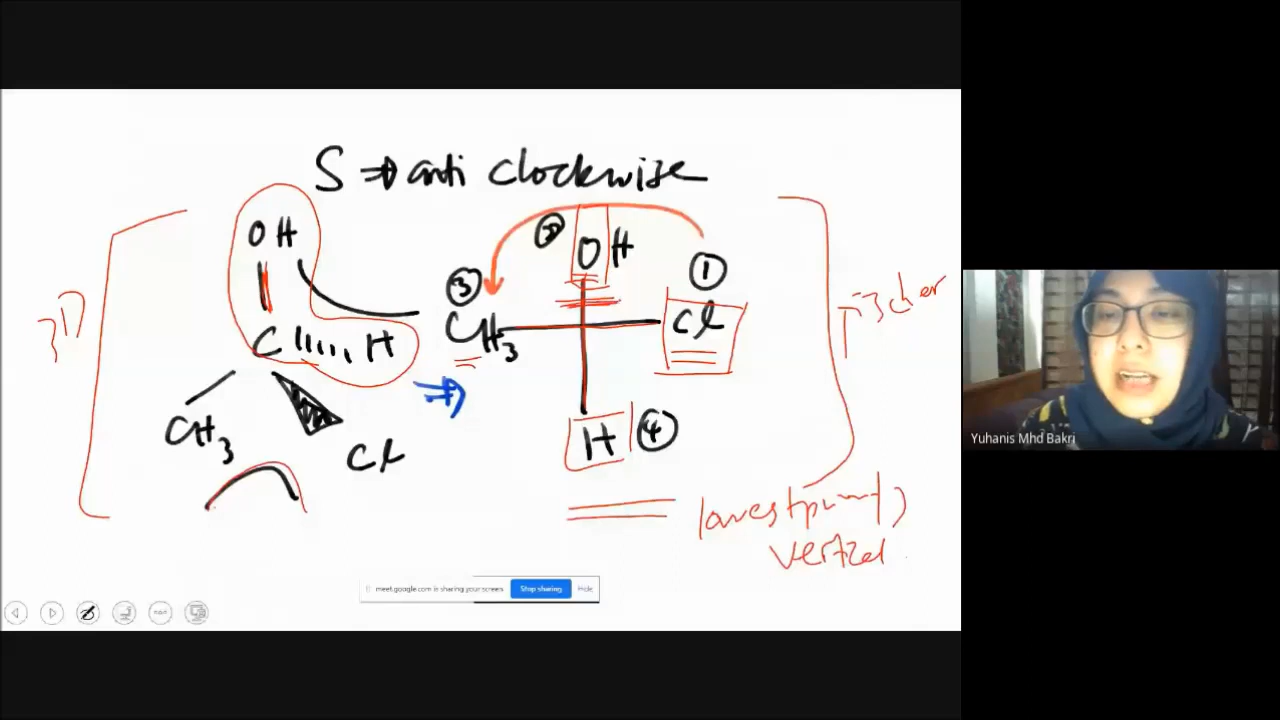 S ⇒ anti clockwise
OH
C H
CH3
Cl
3D
② OH
① Cl
③ CH3
H ④
lowest priority
vertical
meet.google.com is sharing your screen Stop sharing Hide
Yuhanis Mhd Bakri